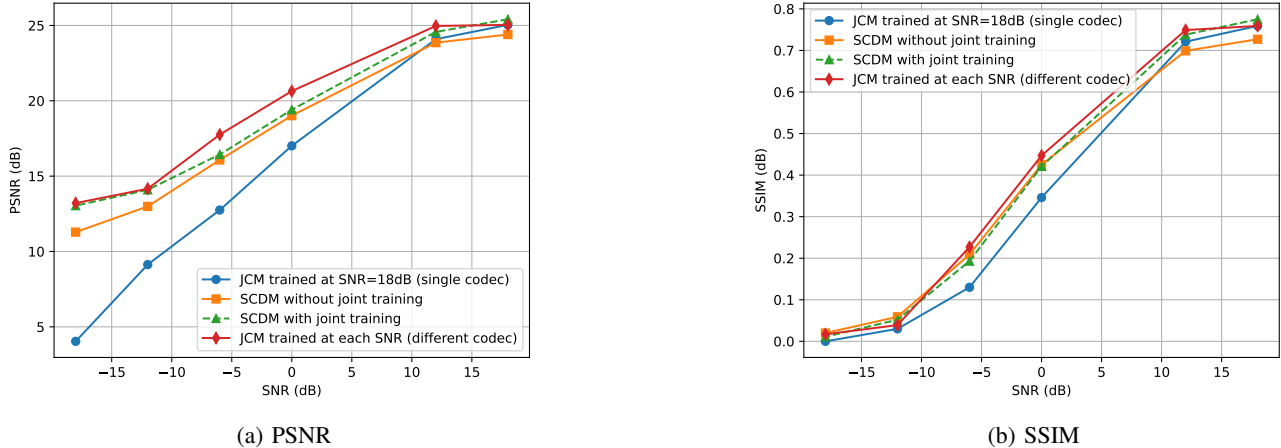 25
20
15
10
5
PSNR (dB)
JCM trained at SNR=18dB (single codec)
SCDM without joint training
SCDM with joint training
JCM trained at each SNR (different codec)
−15 −10 −5 0 5 10 15
SNR (dB)
(a) PSNR
0.8
0.7
0.6
0.5
0.4
0.3
0.2
0.1
0.0
SSIM (dB)
JCM trained at SNR=18dB (single codec)
SCDM without joint training
SCDM with joint training
JCM trained at each SNR (different codec)
−15 −10 −5 0 5 10 15
SNR (dB)
(b) SSIM